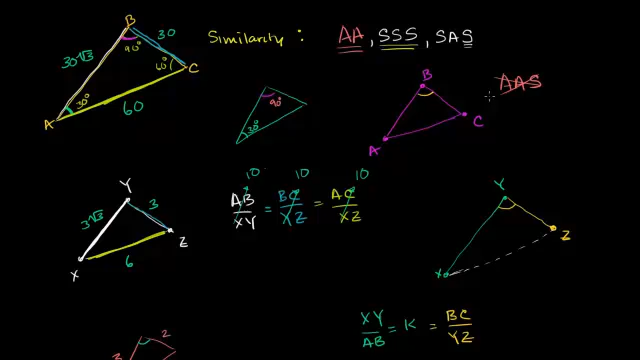 Similarity : AA , SSS , SAS
AAS
B
30√3
30
90°
60°
C
30°
60
A
90°
30°
B
A
C
Y
3√3
3
X
6
Z
10 10 10
AB/XY = BC/XZ = AC/XZ
Y
X
Z
XY/AB = K = BC/YZ
2
3